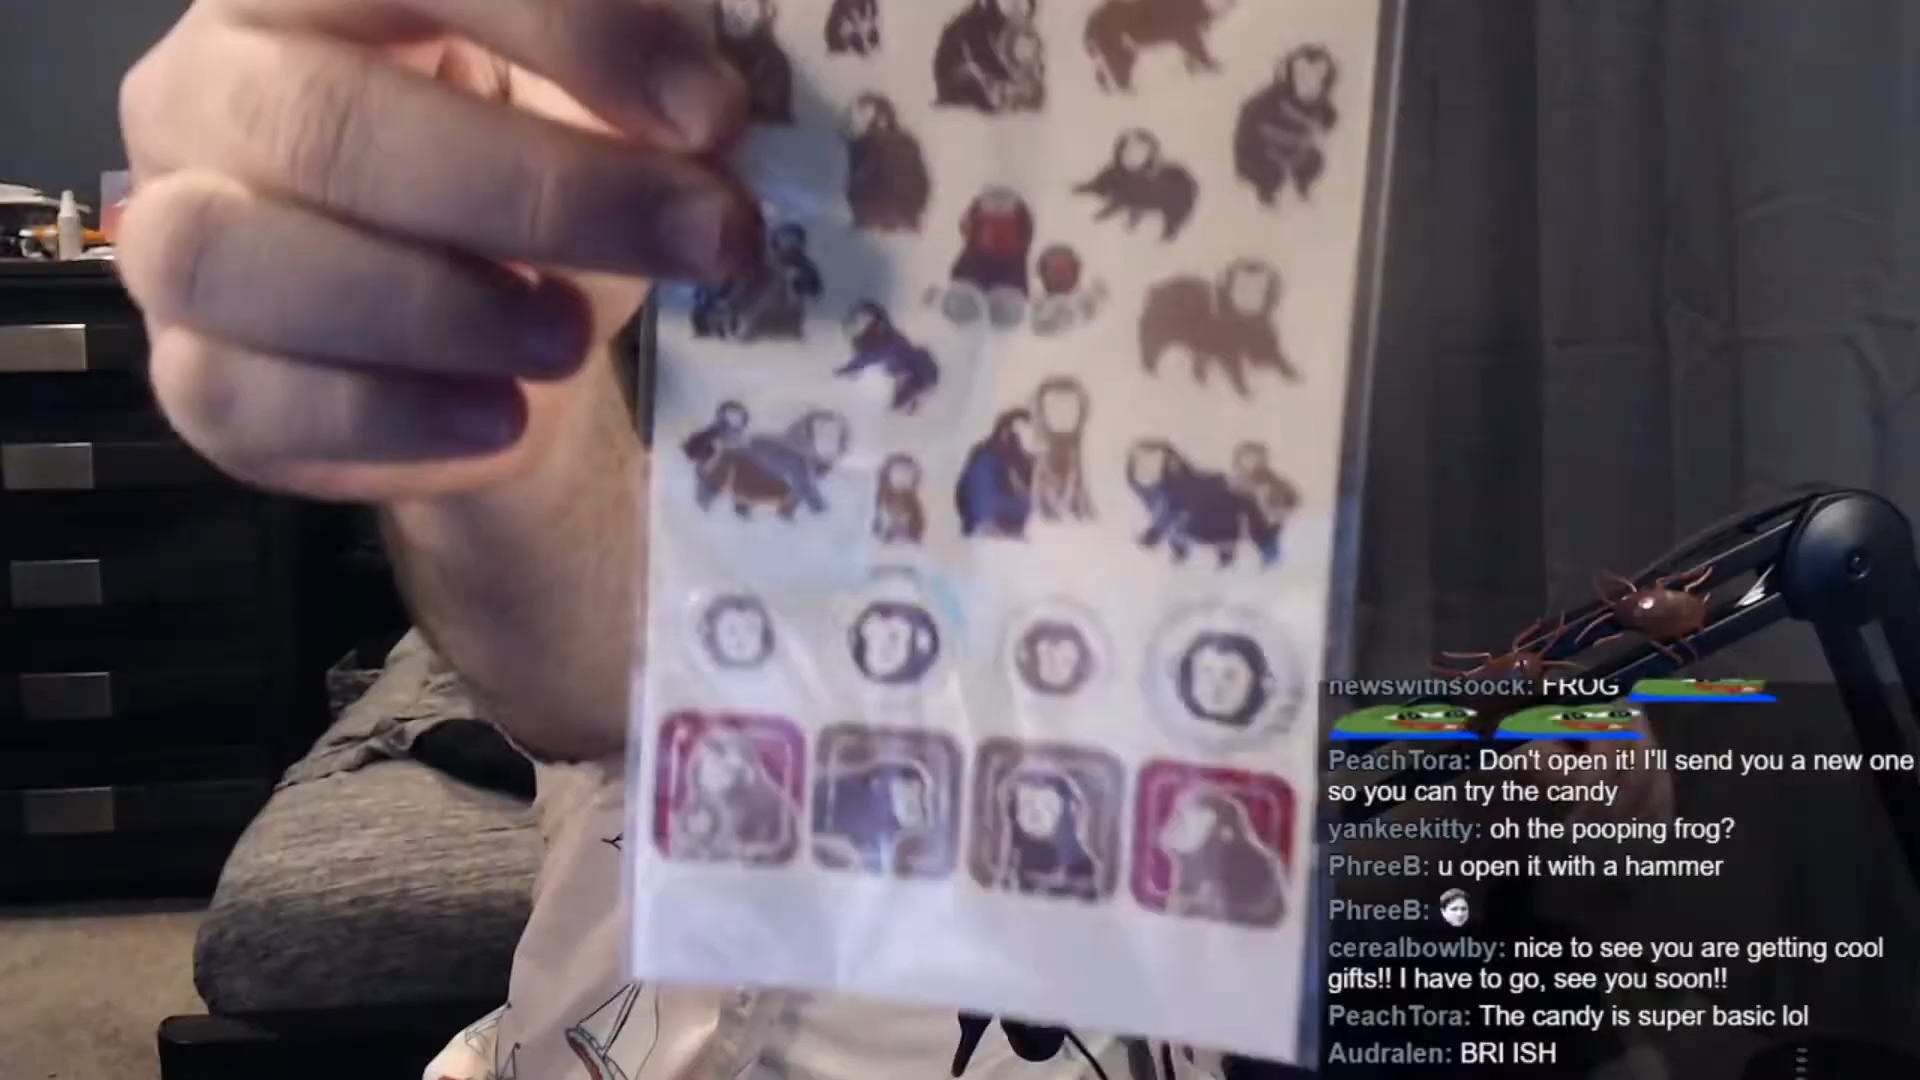 newswithsoock: FROG
PeachTora: Don't open it! I'll send you a new one
so you can try the candy
yankeekitty: oh the pooping frog?
PhreeB: u open it with a hammer
PhreeB:
cerealbowlby: nice to see you are getting cool
gifts!! I have to go, see you soon!!
PeachTora: The candy is super basic lol
Audralen: BRI ISH